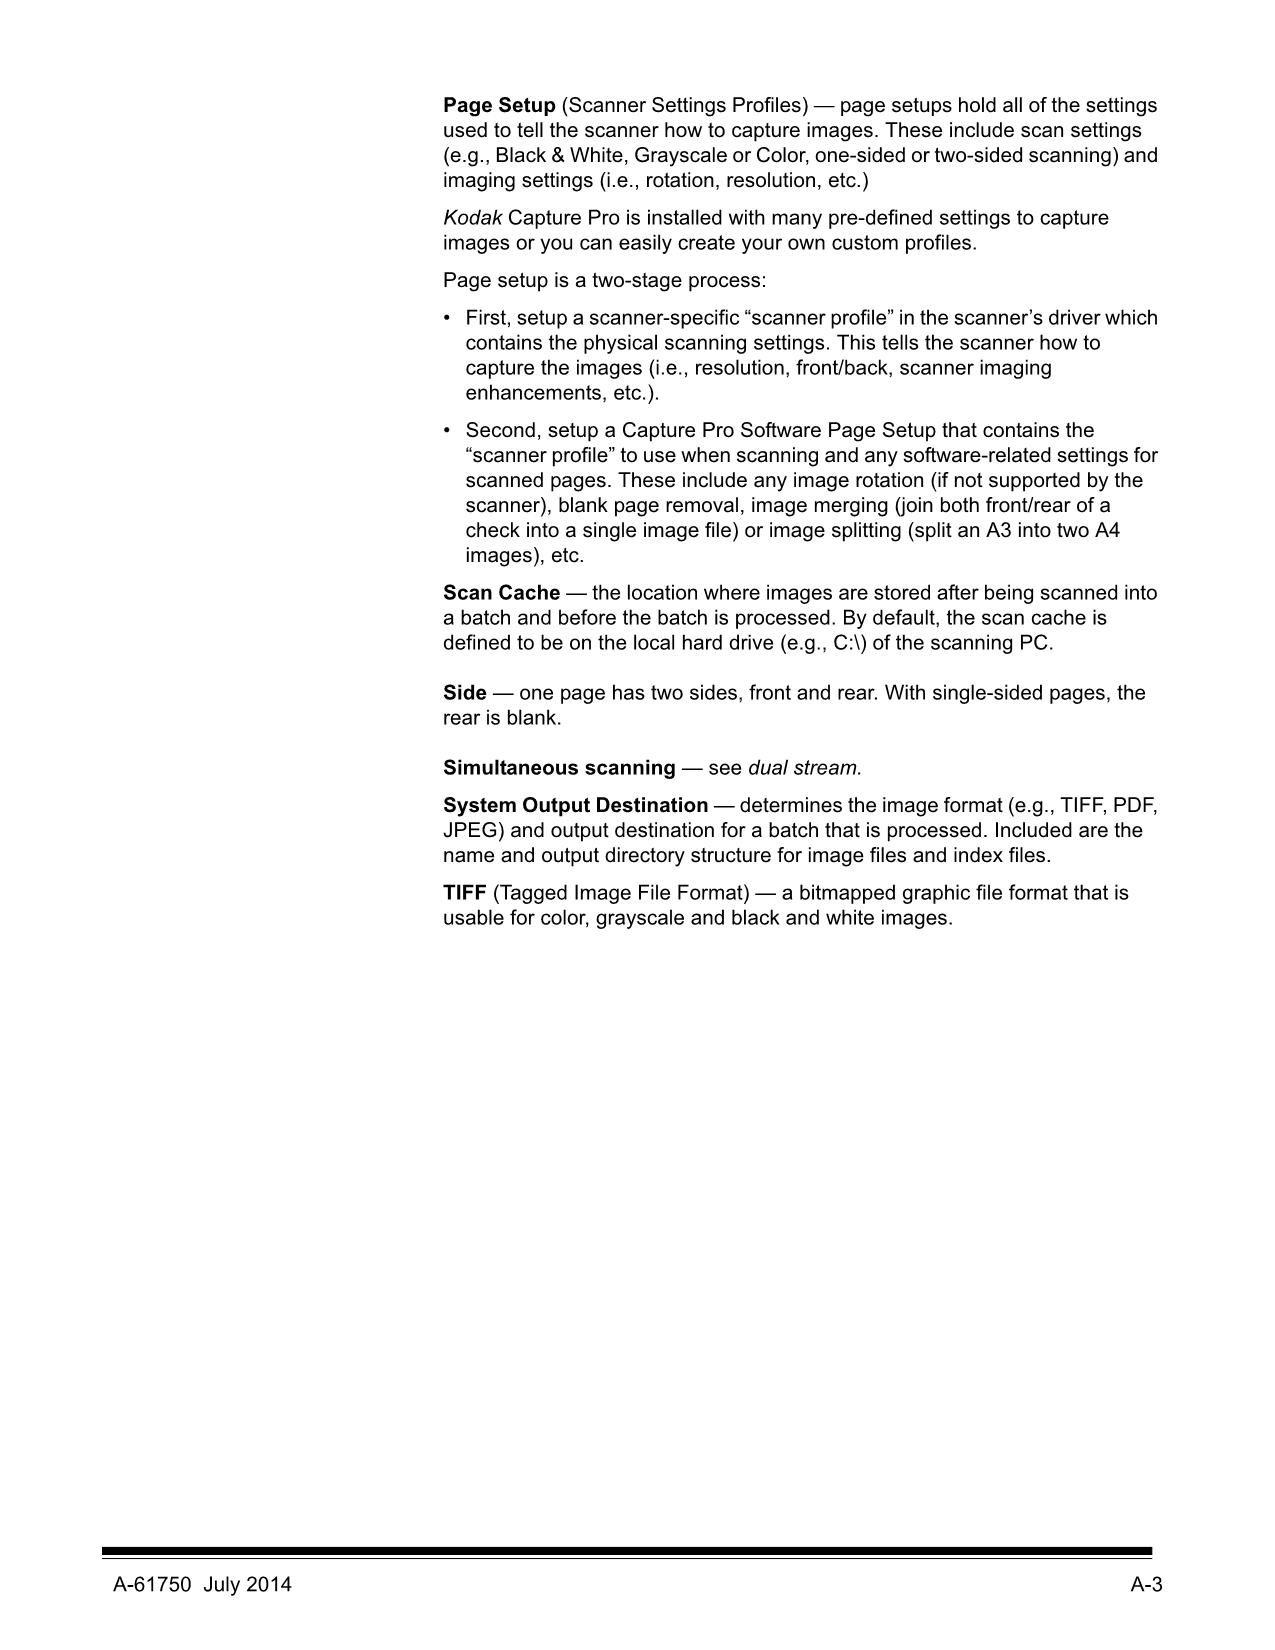 Page Setup (Scanner Settings Profiles) — page setups hold all of the settings
used to tell the scanner how to capture images. These include scan settings
(e.g., Black & White, Grayscale or Color, one-sided or two-sided scanning) and
imaging settings (i.e., rotation, resolution, etc.)
Kodak Capture Pro is installed with many pre-defined settings to capture
images or you can easily create your own custom profiles.
Page setup is a two-stage process:
• First, setup a scanner-specific “scanner profile” in the scanner’s driver which
contains the physical scanning settings. This tells the scanner how to
capture the images (i.e., resolution, front/back, scanner imaging
enhancements, etc.).
• Second, setup a Capture Pro Software Page Setup that contains the
“scanner profile” to use when scanning and any software-related settings for
scanned pages. These include any image rotation (if not supported by the
scanner), blank page removal, image merging (join both front/rear of a
check into a single image file) or image splitting (split an A3 into two A4
images), etc.
Scan Cache — the location where images are stored after being scanned into
a batch and before the batch is processed. By default, the scan cache is
defined to be on the local hard drive (e.g., C:\) of the scanning PC.
Side — one page has two sides, front and rear. With single-sided pages, the
rear is blank.
Simultaneous scanning — see dual stream.
System Output Destination — determines the image format (e.g., TIFF, PDF,
JPEG) and output destination for a batch that is processed. Included are the
name and output directory structure for image files and index files.
TIFF (Tagged Image File Format) — a bitmapped graphic file format that is
usable for color, grayscale and black and white images.
A-61750 July 2014
A-3